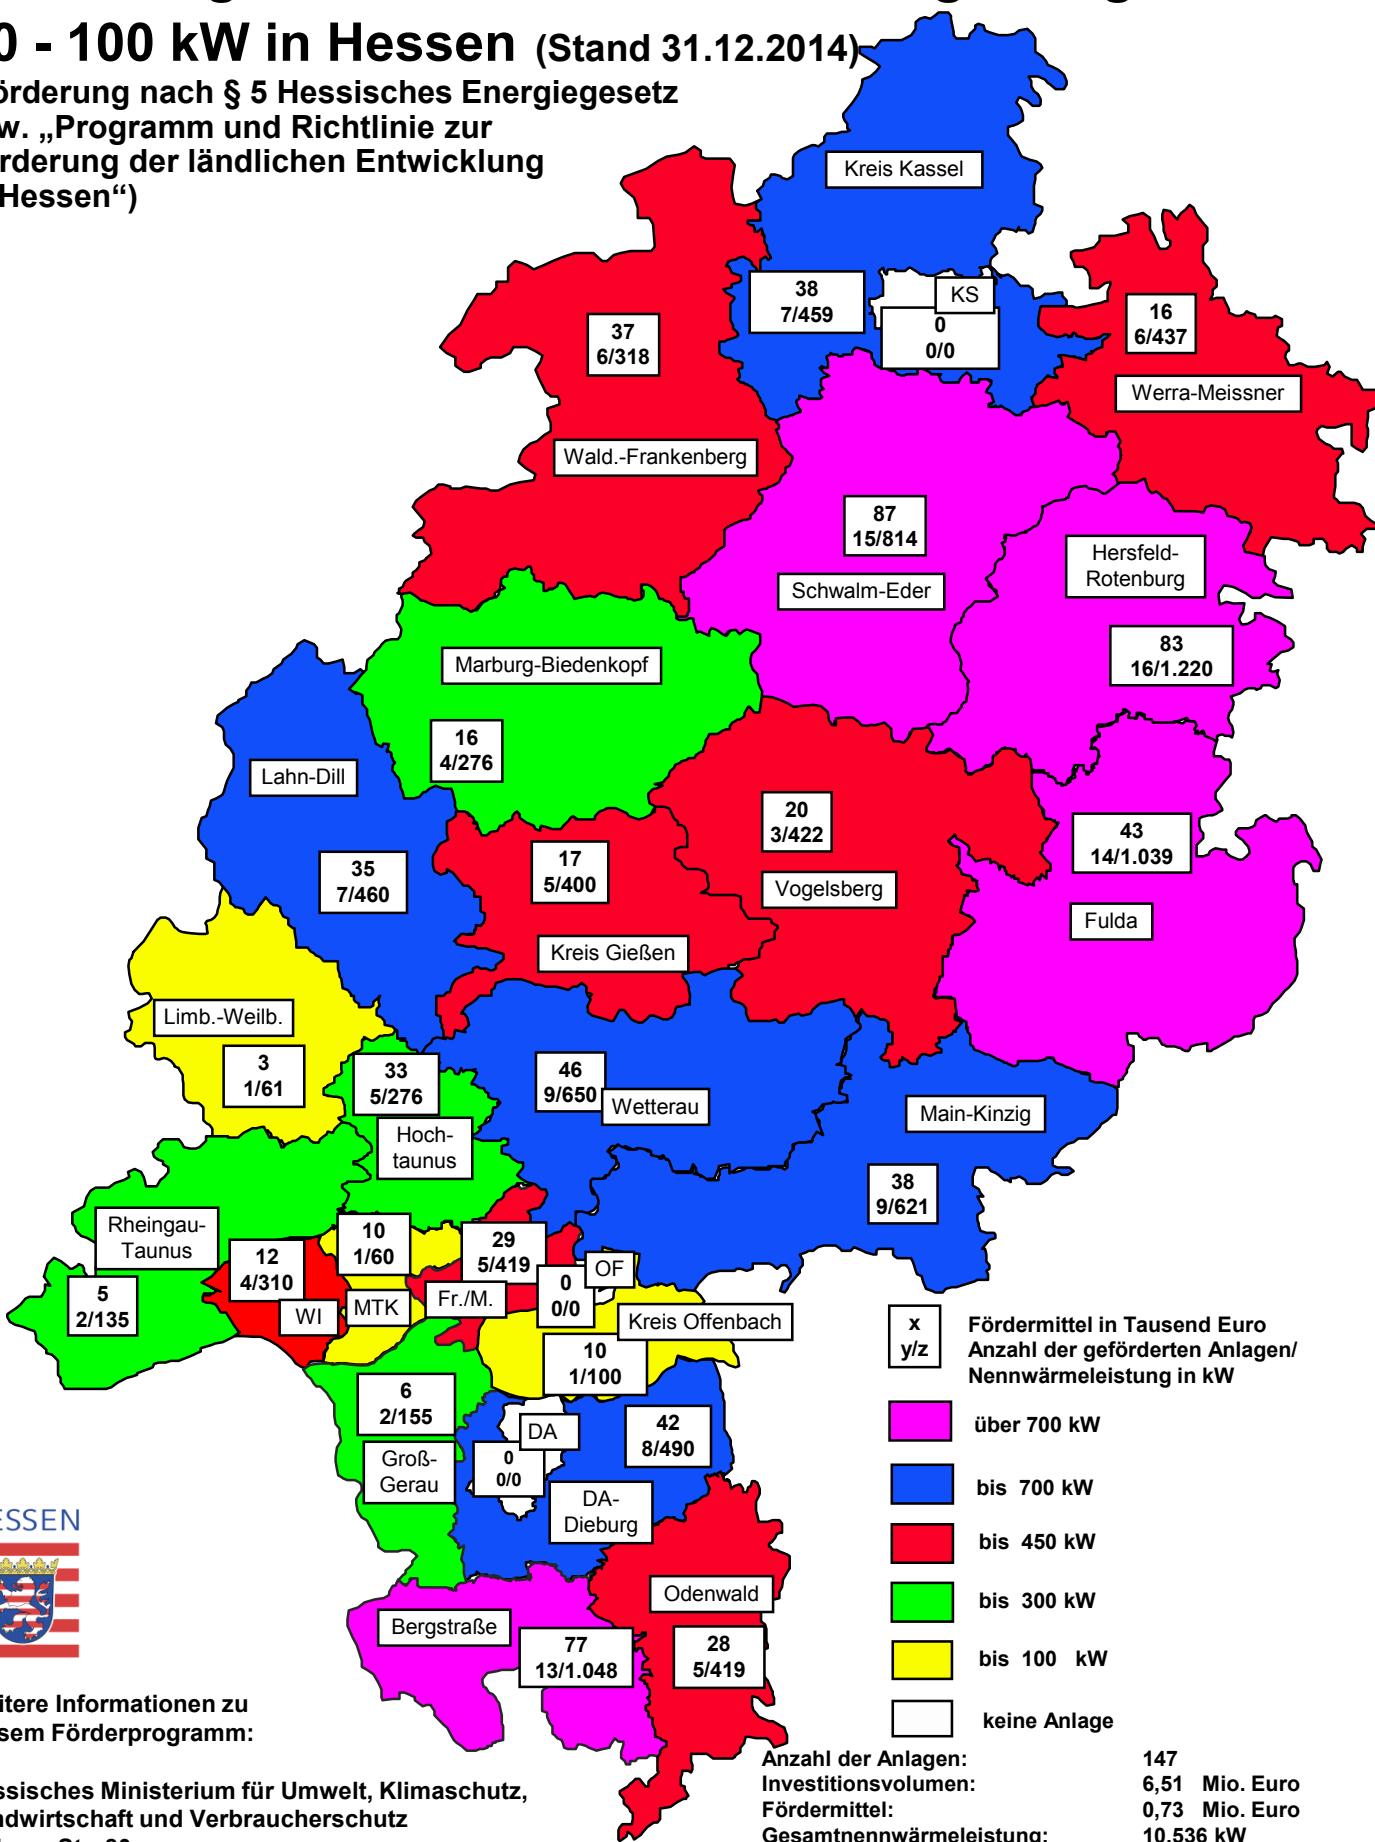 0 - 100 kW in Hessen (Stand 31.12.2014)
örderung nach § 5 Hessisches Energiegesetz
w. „Programm und Richtlinie zur
rderung der ländlichen Entwicklung
Hessen“)
Kreis Kassel
38
7/459
KS
0
0/0
16
6/437
Werra-Meissner
37
6/318
Wald.-Frankenberg
87
15/814
Schwalm-Eder
Hersfeld-
Rotenburg
83
16/1.220
Marburg-Biedenkopf
16
4/276
Lahn-Dill
35
7/460
20
3/422
Vogelsberg
43
14/1.039
Fulda
17
5/400
Kreis Gießen
Limb.-Weilb.
3
1/61
33
5/276
Hoch-
taunus
46
9/650
Wetterau
Main-Kinzig
38
9/621
Rheingau-
Taunus
5
2/135
12
4/310
WI
10
1/60
MTK
29
5/419
Fr./M.
0
0/0
OF
Kreis Offenbach
10
1/100
6
2/155
Groß-
Gerau
DA
0
0/0
42
8/490
DA-
Dieburg
Odenwald
28
5/419
Bergstraße
77
13/1.048
x
y/z
Fördermittel in Tausend Euro
Anzahl der geförderten Anlagen/
Nennwärmeleistung in kW
über 700 kW
bis 700 kW
bis 450 kW
bis 300 kW
bis 100 kW
keine Anlage
ESSEN
itere Informationen zu
sem Förderprogramm:
ssisches Ministerium für Umwelt, Klimaschutz,
ndwirtschaft und Verbraucherschutz
Anzahl der Anlagen: 147
Investitionsvolumen: 6,51 Mio. Euro
Fördermittel: 0,73 Mio. Euro
Gesamtnennwärmeleistung: 10.536 kW